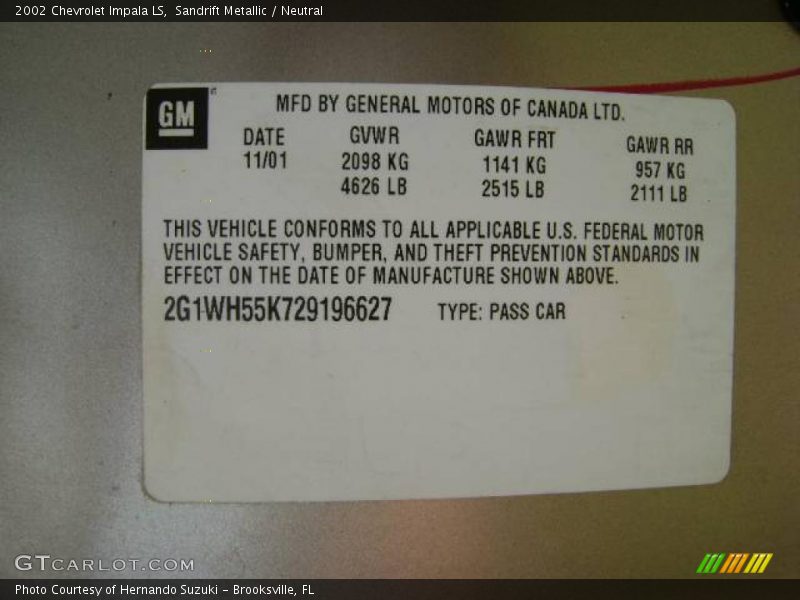 2002 Chevrolet Impala LS,  Sandrift Metallic / Neutral
GM
MFD BY GENERAL MOTORS OF CANADA LTD.
DATE GVWR GAWR FRT GAWR RR
11/01 2098 KG 1141 KG 957 KG
4626 LB 2515 LB 2111 LB
THIS VEHICLE CONFORMS TO ALL APPLICABLE U.S. FEDERAL MOTOR
VEHICLE SAFETY, BUMPER, AND THEFT PREVENTION STANDARDS IN
EFFECT ON THE DATE OF MANUFACTURE SHOWN ABOVE.
2G1WH55K729196627 TYPE: PASS CAR
GTCARLOT.COM
Photo Courtesy of Hernando Suzuki – Brooksville, FL